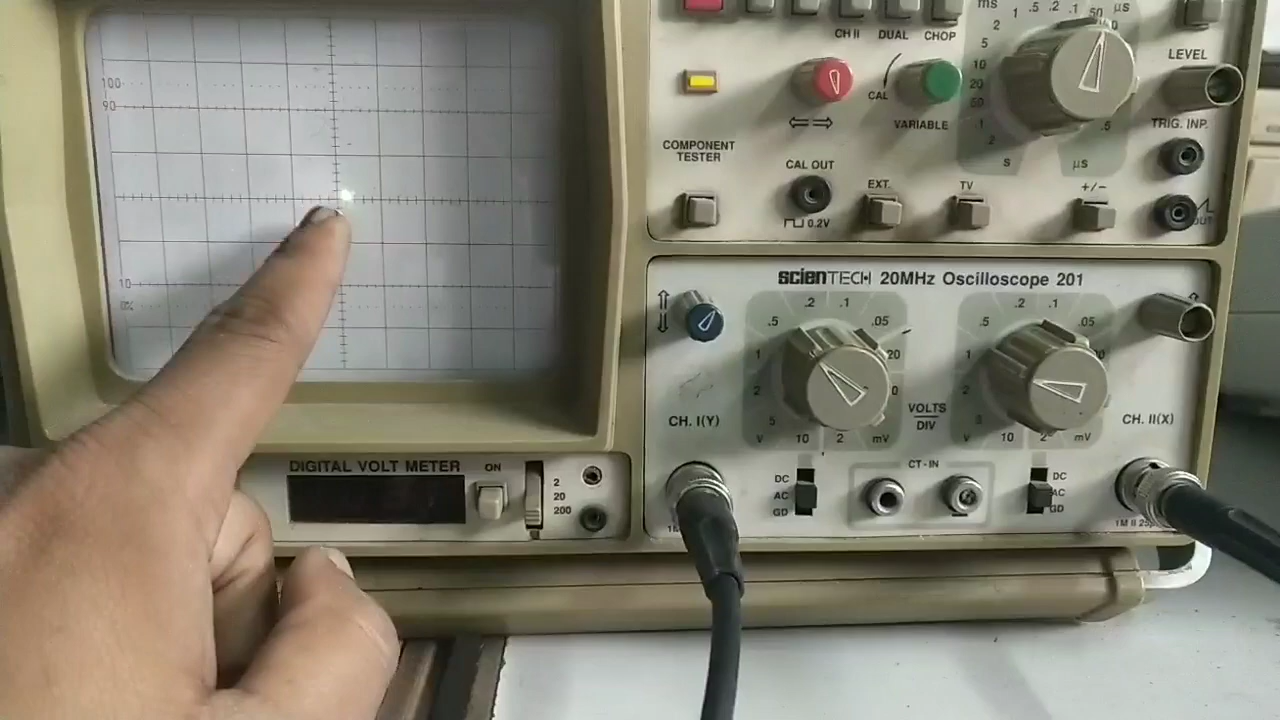 ms
1 .5 .2 .1 50 µs
2
5
10
20
50
.1
.2
s
µs
.5
CH II DUAL CHOP
LEVEL
CAL
VARIABLE
TRIG. INP.
COMPONENT
TESTER
CAL OUT
EXT.
TV
+/-
0.2V
OUT
100
90
10
0%
scienTECH 20MHz Oscilloscope 201
.5 .2 .1 .05
1
20
2
5
V
10
2
mV
CH. I(Y)
VOLTS
DIV
.5 .2 .1 .05
1
V
10
2
mV
CH. II(X)
DIGITAL VOLT METER ON
2
20
200
DC
AC
GD
CT-IN
DC
AC
GD